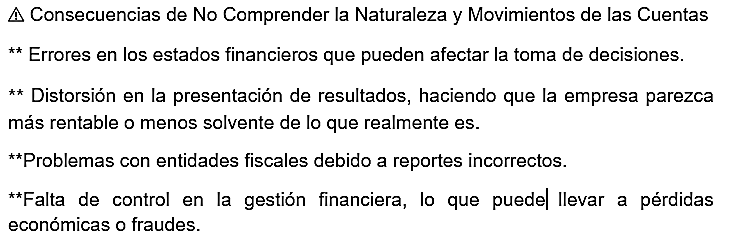 ⚠ Consecuencias de No Comprender la Naturaleza y Movimientos de las Cuentas
** Errores en los estados financieros que pueden afectar la toma de decisiones.
** Distorsión en la presentación de resultados, haciendo que la empresa parezca
más rentable o menos solvente de lo que realmente es.
**Problemas con entidades fiscales debido a reportes incorrectos.
**Falta de control en la gestión financiera, lo que puede llevar a pérdidas
económicas o fraudes.